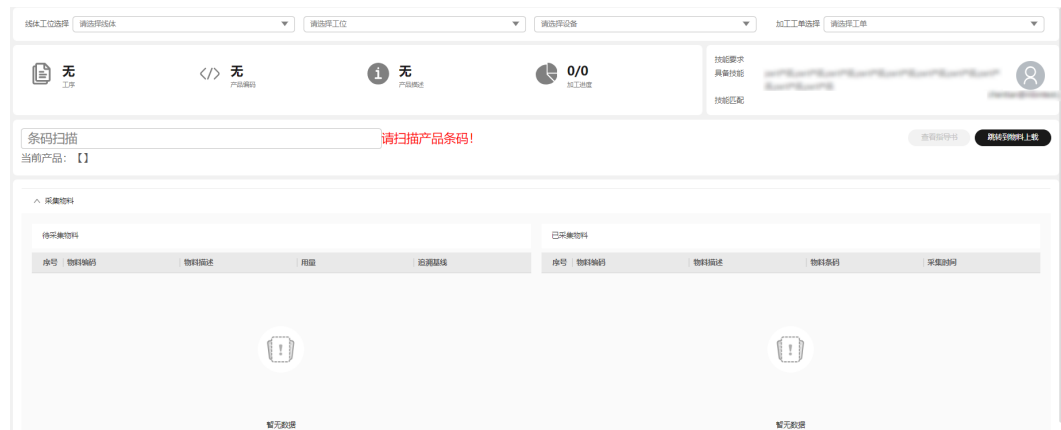 线体工位选择 请选择线体 请选择工位 请选择设备 加工工单选择 请选择工单
无 无 无 0/0
工序 产品编码 产品描述 加工进度
技能要求
具备技能
技能匹配
条码扫描 请扫描产品条码! 查看指导书 跳转到物料上载
当前产品：【】
采集物料
待采集物料 已采集物料
序号 物料编码 物料描述 用量 追溯基线 序号 物料编码 物料描述 物料条码 采集时间
暂无数据 暂无数据